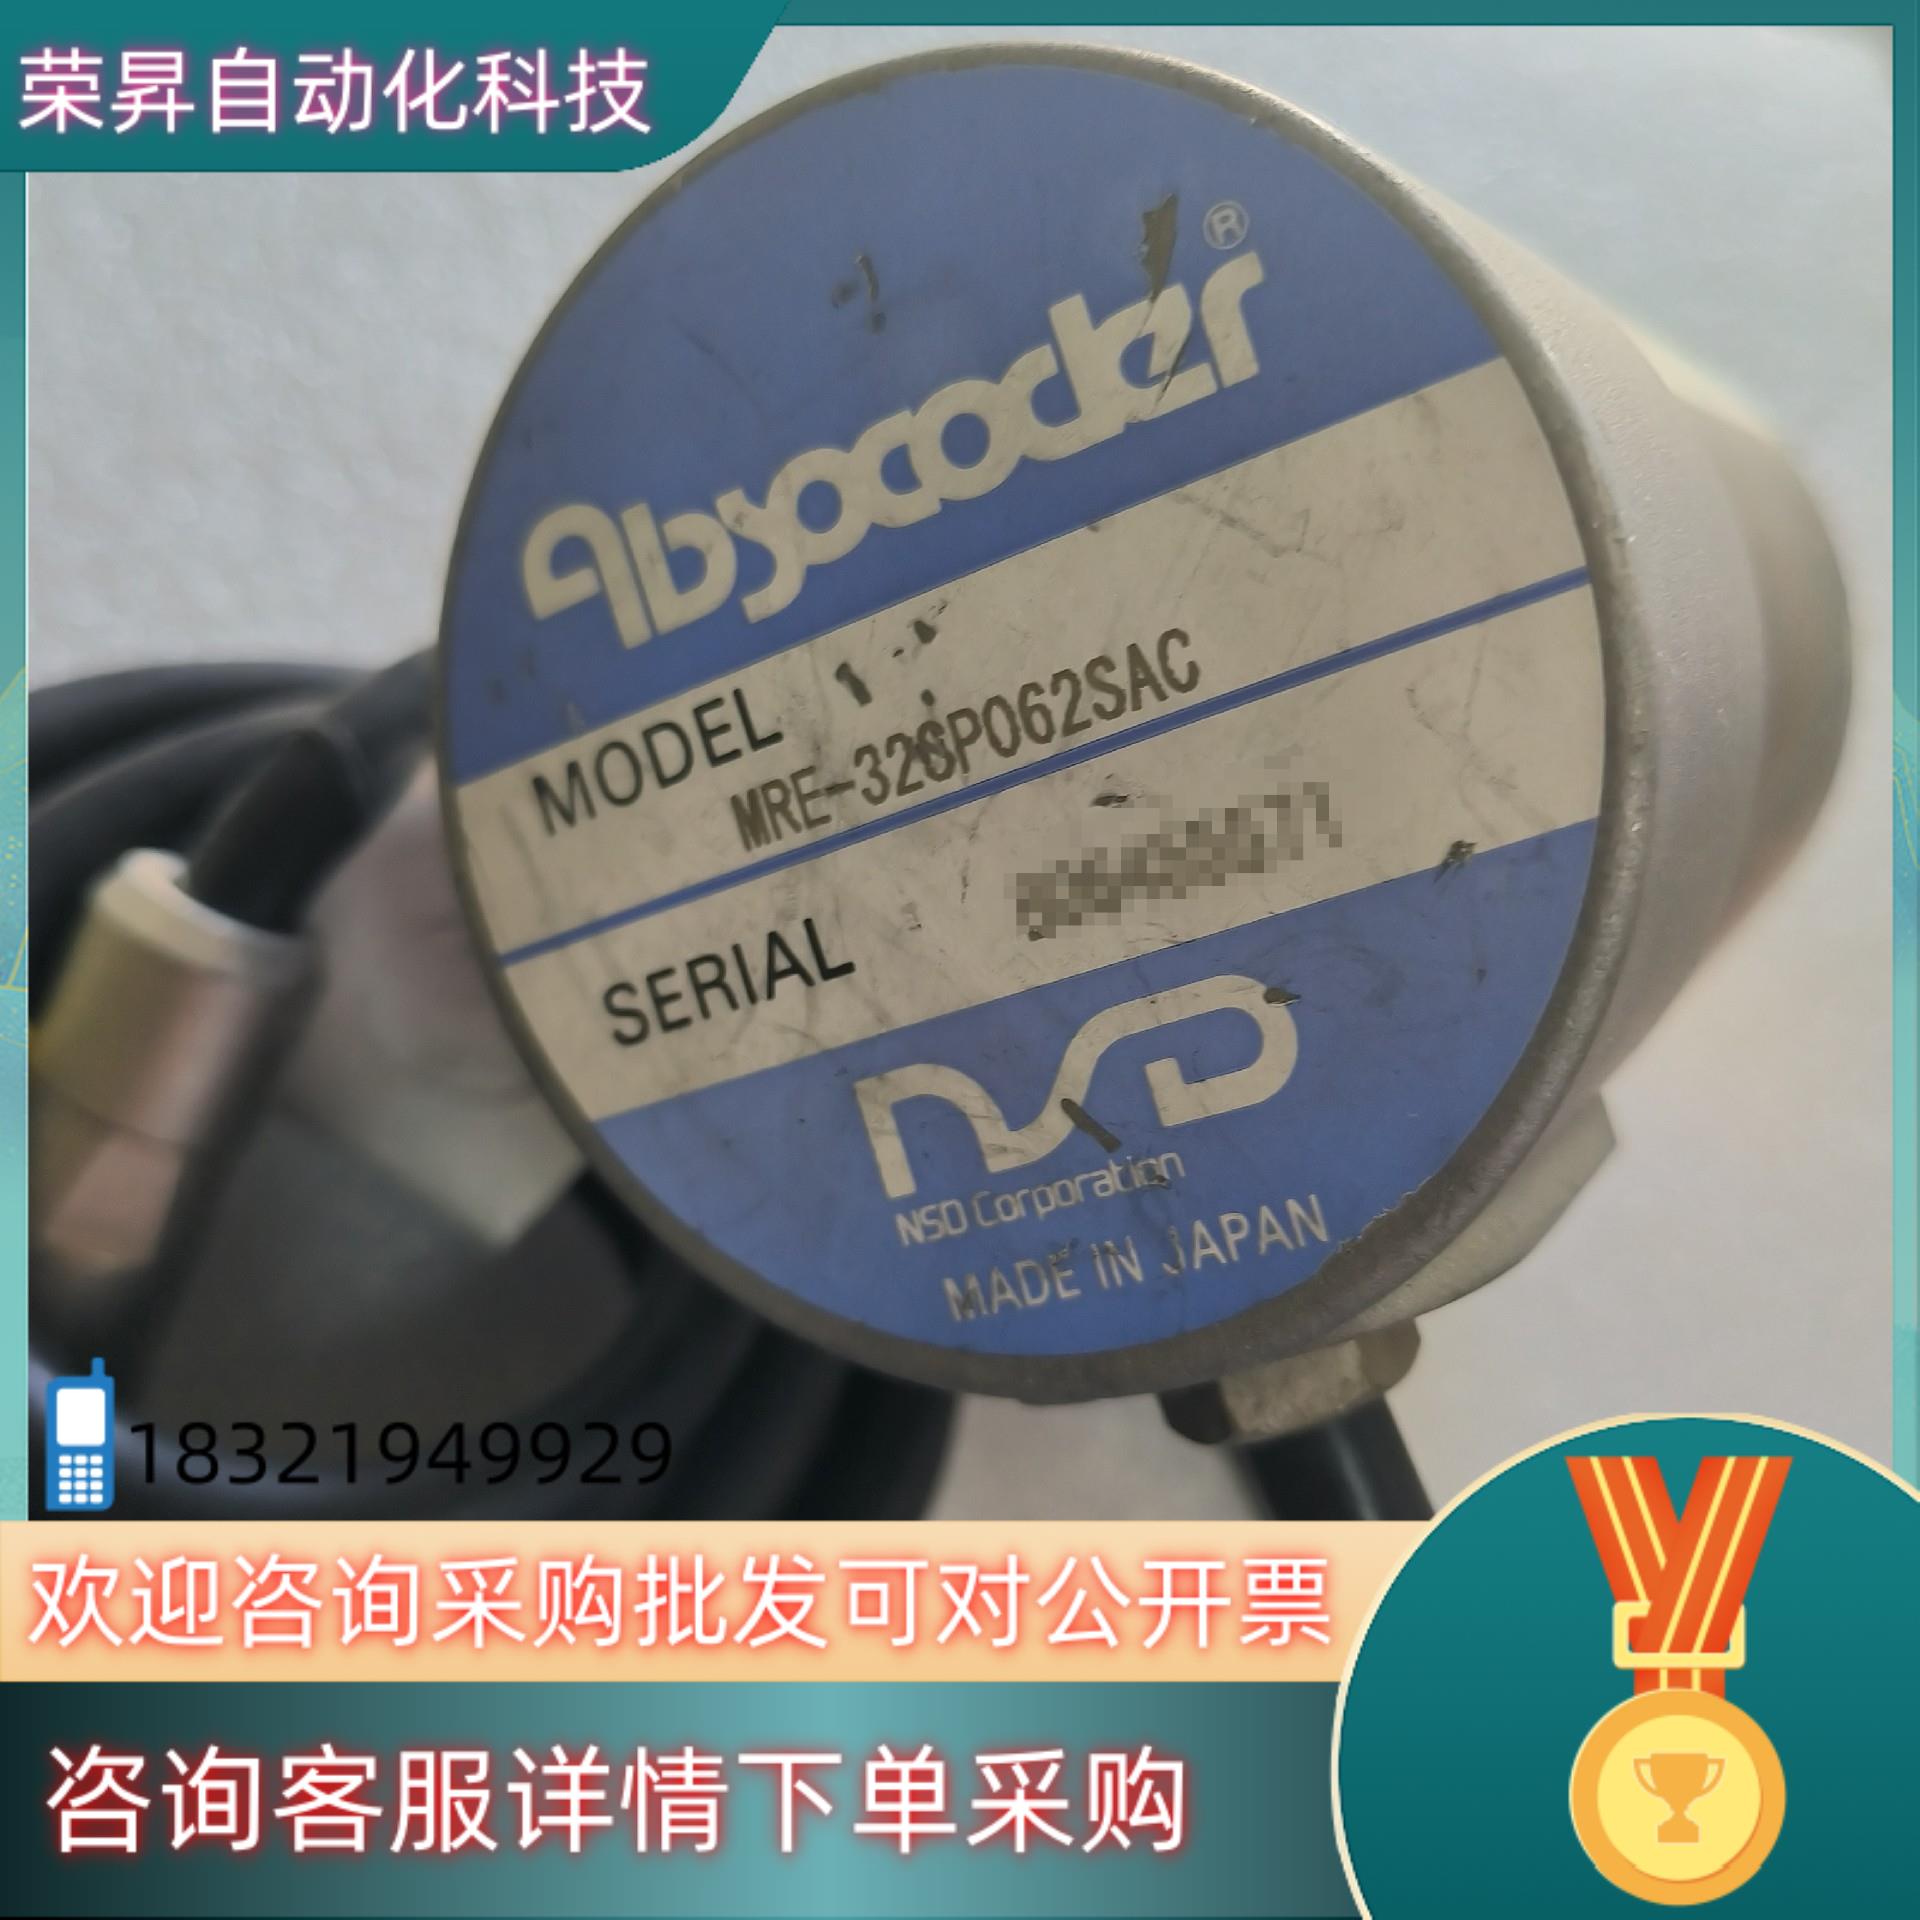 荣昇自动化科技
Absocoder®
MODEL
MRE-32SP062SAC
SERIAL
NSD
NSD Corporation
MADE IN JAPAN
18321949929
欢迎咨询采购批发可对公开票
咨询客服详情下单采购